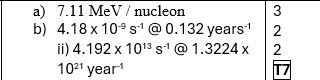 a) 7.11 MeV / nucleon 3
b) 4.18 x 10⁻⁹ s⁻¹ @ 0.132 years⁻¹ 2
ii) 4.192 x 10¹³ s⁻¹ @ 1.3224 x 2
10²¹ year⁻¹ T7